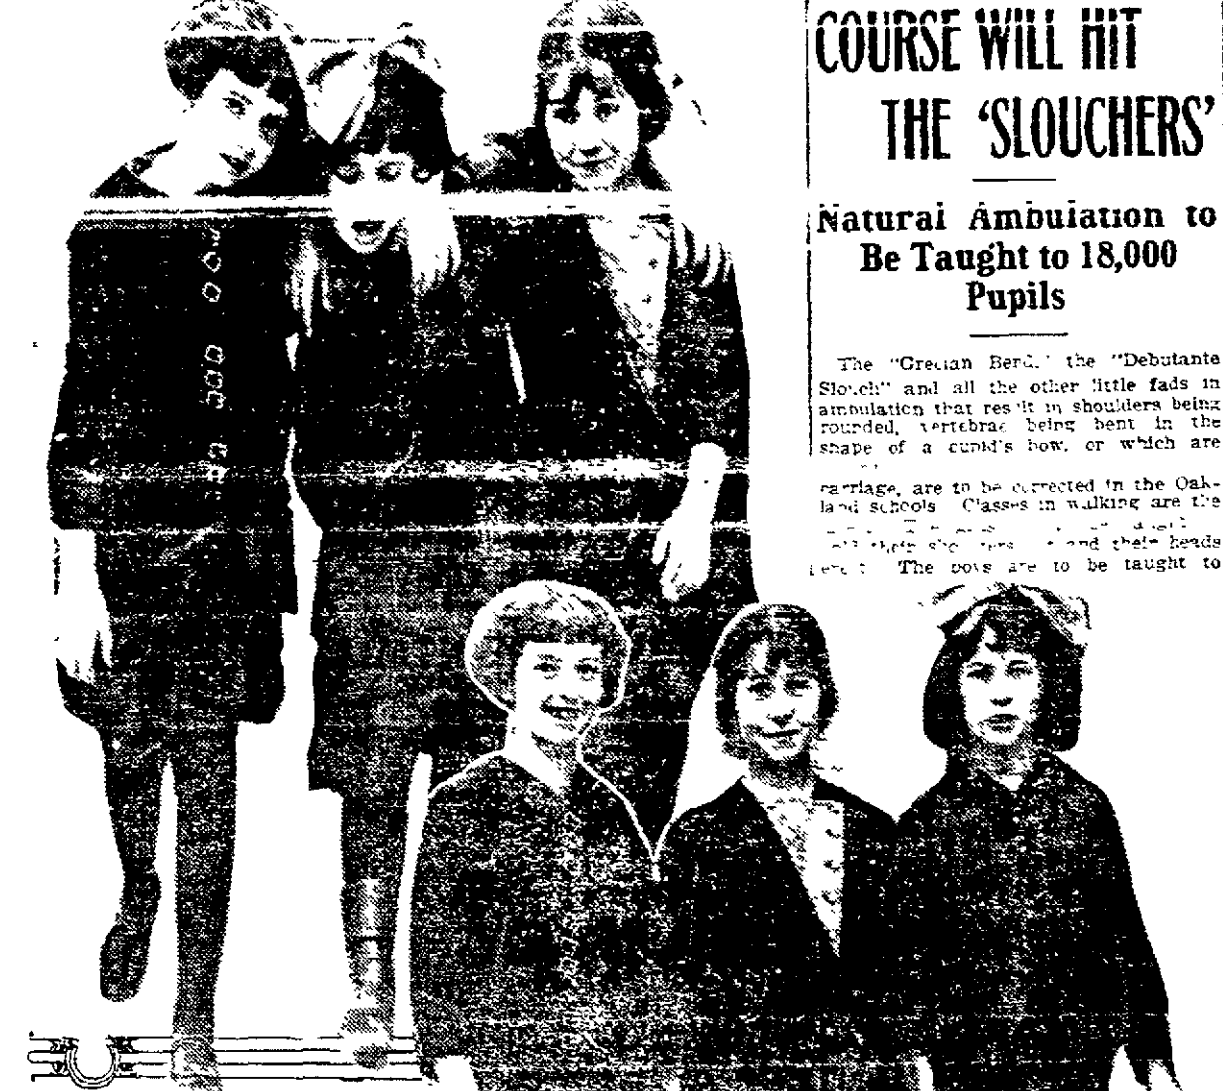 COURSE WILL HIT
THE ‘SLOUCHERS’
Natural Ambulation to
Be Taught to 18,000
Pupils
The "Grecian Bend," the "Debutante
Slouch" and all the other little fads in
ambulation that result in shoulders being
rounded, vertebrae being bent in the
shape of a cupid's bow, or which are
carriage, are to be corrected in the Oak-
land schools Classes in walking are the
their and their heads
The boys are to be taught to